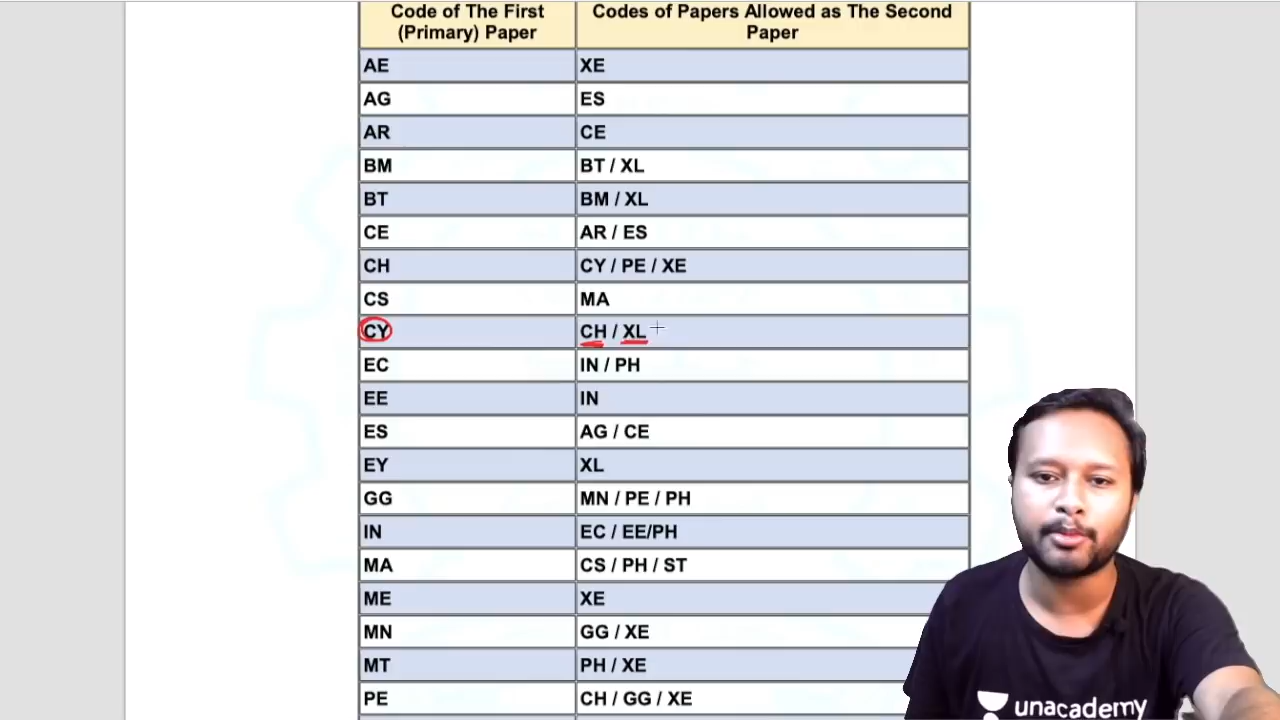 Code of The First
(Primary) Paper
Codes of Papers Allowed as The Second
Paper
AE XE
AG ES
AR CE
BM BT / XL
BT BM / XL
CE AR / ES
CH CY / PE / XE
CS MA
CY CH / XL
EC IN / PH
EE IN
ES AG / CE
EY XL
GG MN / PE / PH
IN EC / EE/PH
MA CS / PH / ST
ME XE
MN GG / XE
MT PH / XE
PE CH / GG / XE
unacademy